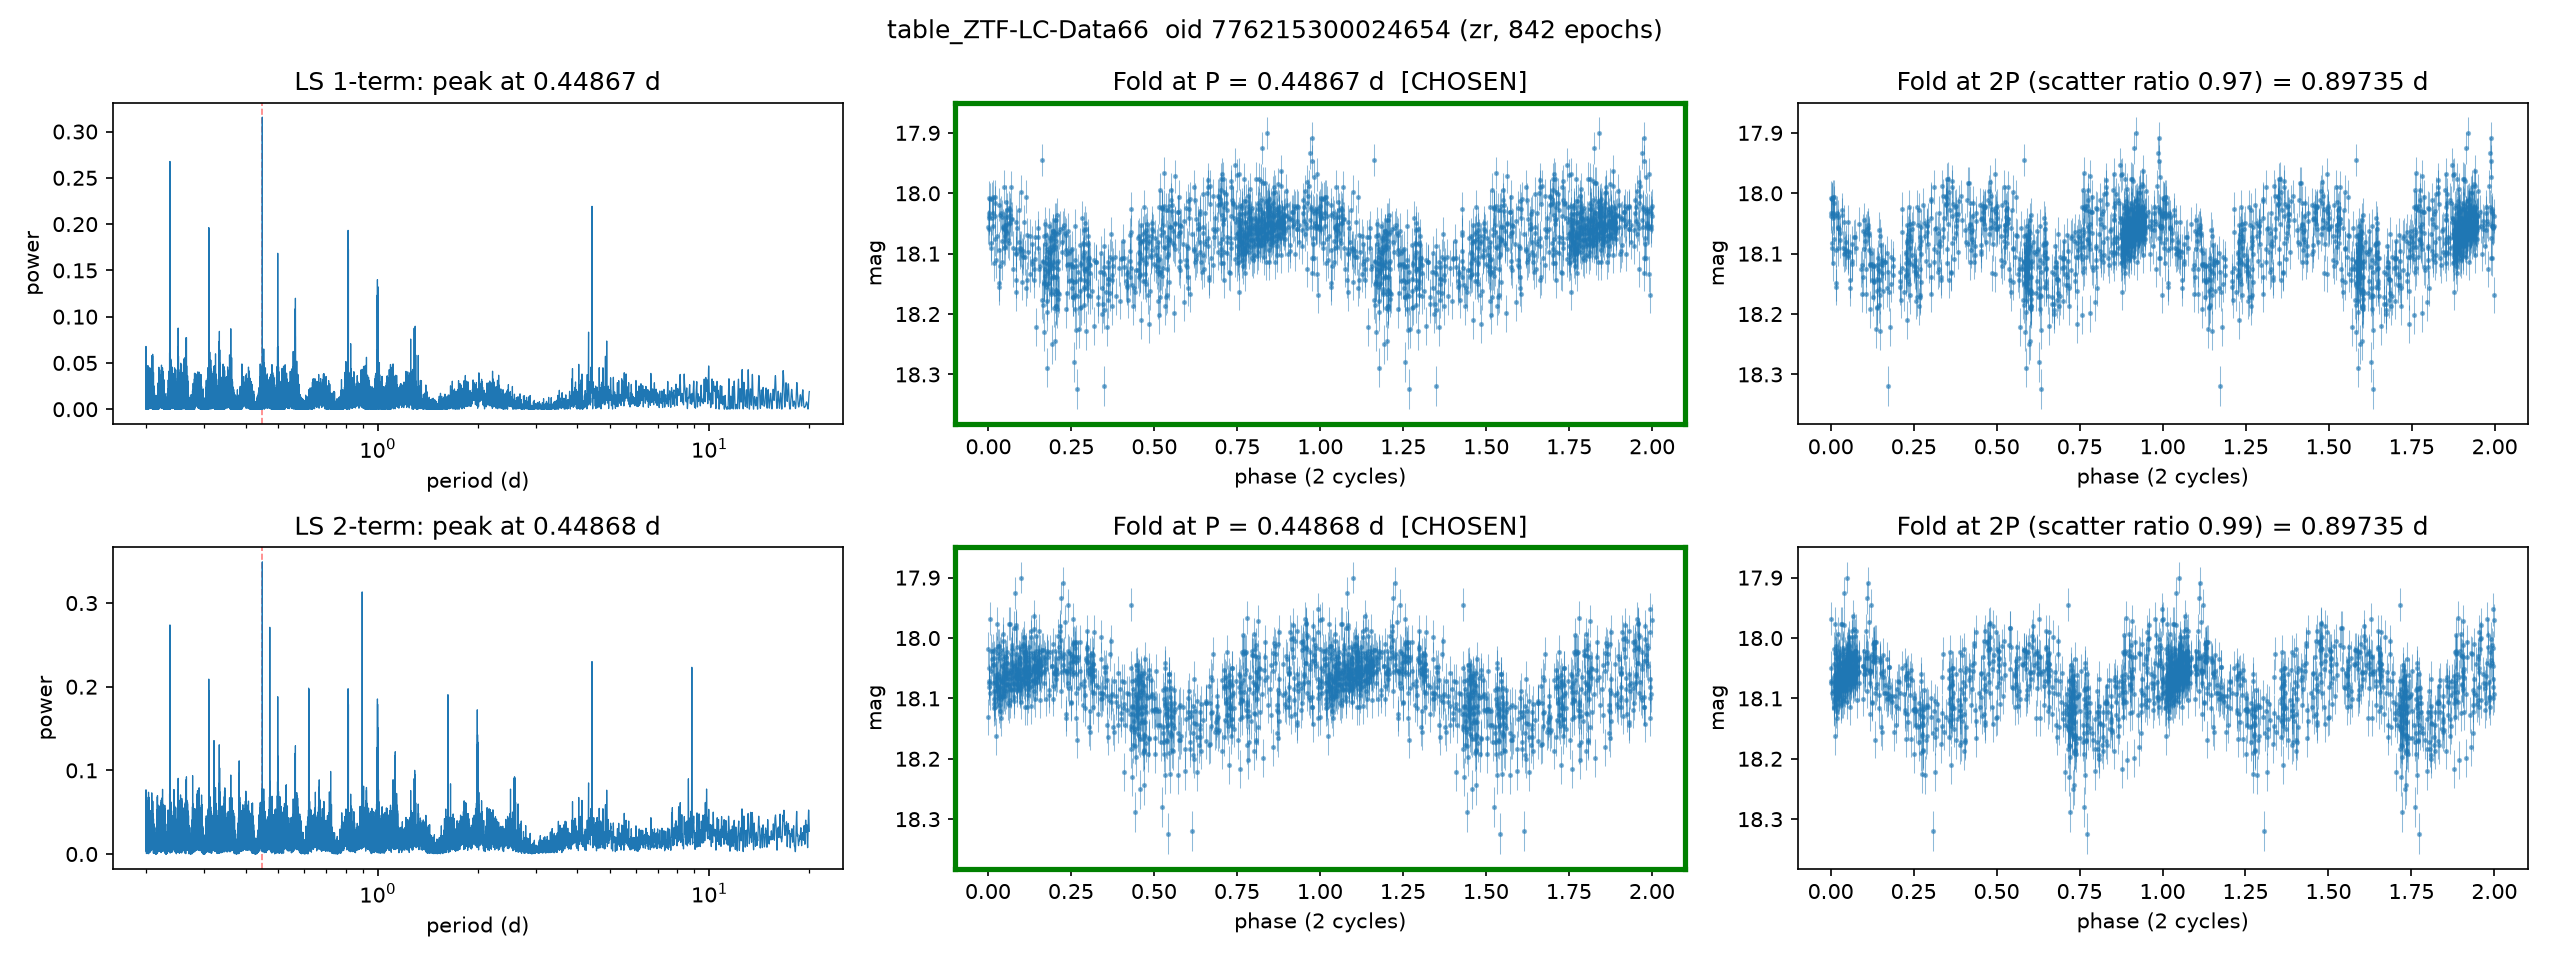 table_ZTF-LC-Data66  oid 776215300024654 (zr, 842 epochs)
LS 1-term: peak at 0.44867 d
power
0.30
0.25
0.20
0.15
0.10
0.05
0.00
10⁰
10¹
period (d)
Fold at P = 0.44867 d  [CHOSEN]
mag
17.9
18.0
18.1
18.2
18.3
0.00 0.25 0.50 0.75 1.00 1.25 1.50 1.75 2.00
phase (2 cycles)
Fold at 2P (scatter ratio 0.97) = 0.89735 d
mag
17.9
18.0
18.1
18.2
18.3
0.00 0.25 0.50 0.75 1.00 1.25 1.50 1.75 2.00
phase (2 cycles)
LS 2-term: peak at 0.44868 d
power
0.3
0.2
0.1
0.0
10⁰
10¹
period (d)
Fold at P = 0.44868 d  [CHOSEN]
mag
17.9
18.0
18.1
18.2
18.3
0.00 0.25 0.50 0.75 1.00 1.25 1.50 1.75 2.00
phase (2 cycles)
Fold at 2P (scatter ratio 0.99) = 0.89735 d
mag
17.9
18.0
18.1
18.2
18.3
0.00 0.25 0.50 0.75 1.00 1.25 1.50 1.75 2.00
phase (2 cycles)